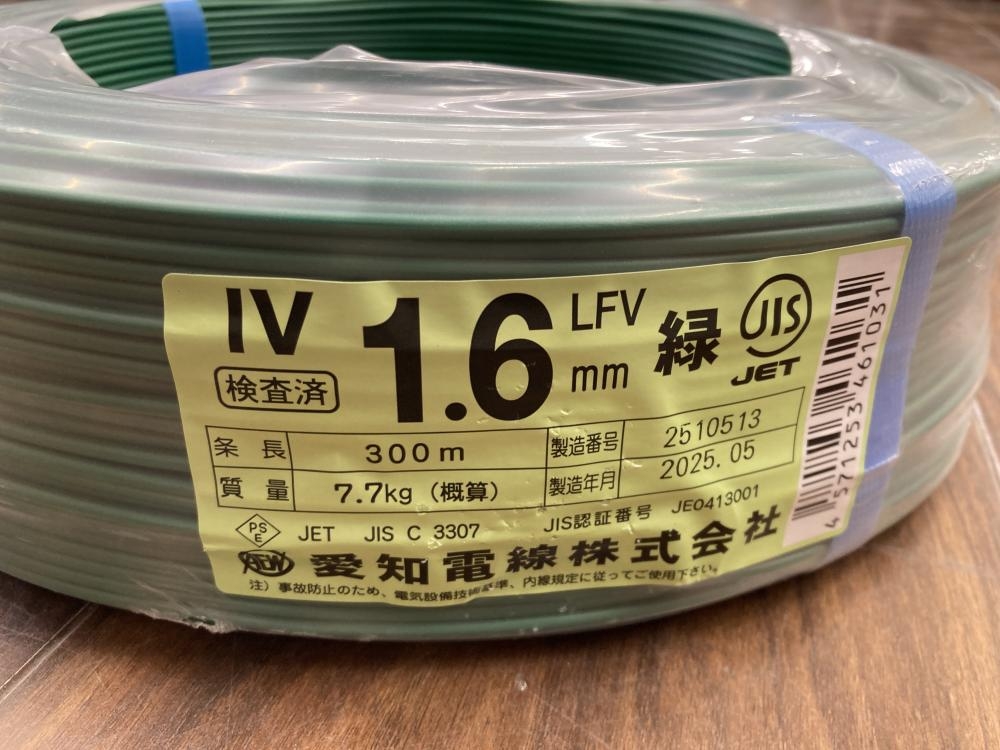 IV 1.6 LFV mm 緑 JIS JET
検査済
条長 300m 製造番号 2510513
質量 7.7kg（概算） 製造年月 2025.05
PSE JET JIS C 3307 JIS認証番号 JE0413001
愛知電線株式会社
注）事故防止のため、電気設備技術基準、内線規定に従ってご使用下さい。
4571253461031